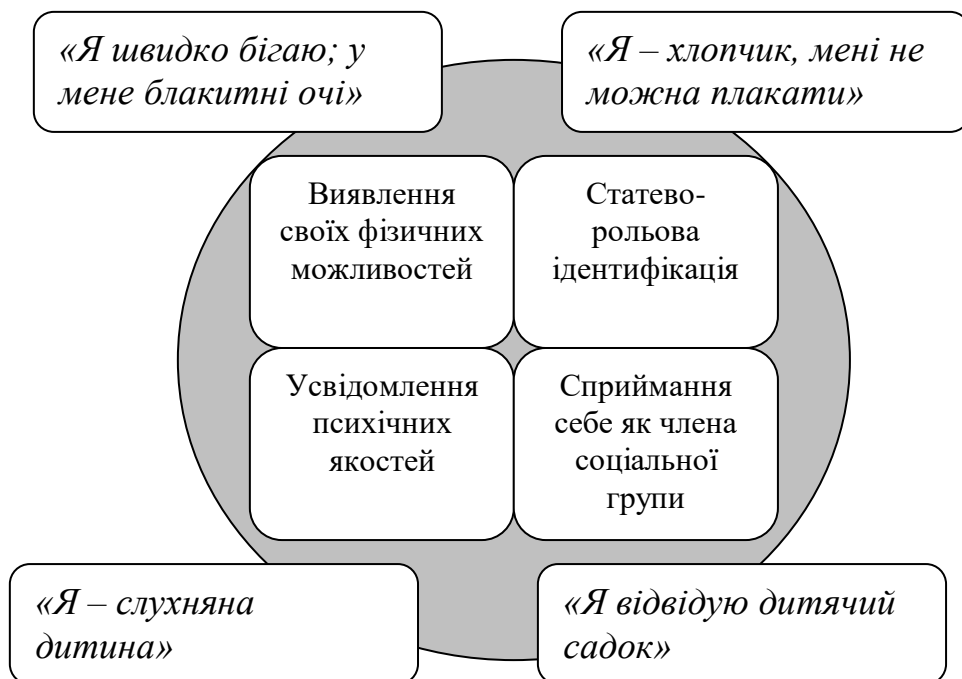 «Я швидко бігаю; у
мене блакитні очі»
«Я – хлопчик, мені не
можна плакати»
Виявлення
своїх фізичних
можливостей
Статево-
рольова
ідентифікація
Усвідомлення
психічних
якостей
Сприймання
себе як члена
соціальної
групи
«Я – слухняна
дитина»
«Я відвідую дитячий
садок»